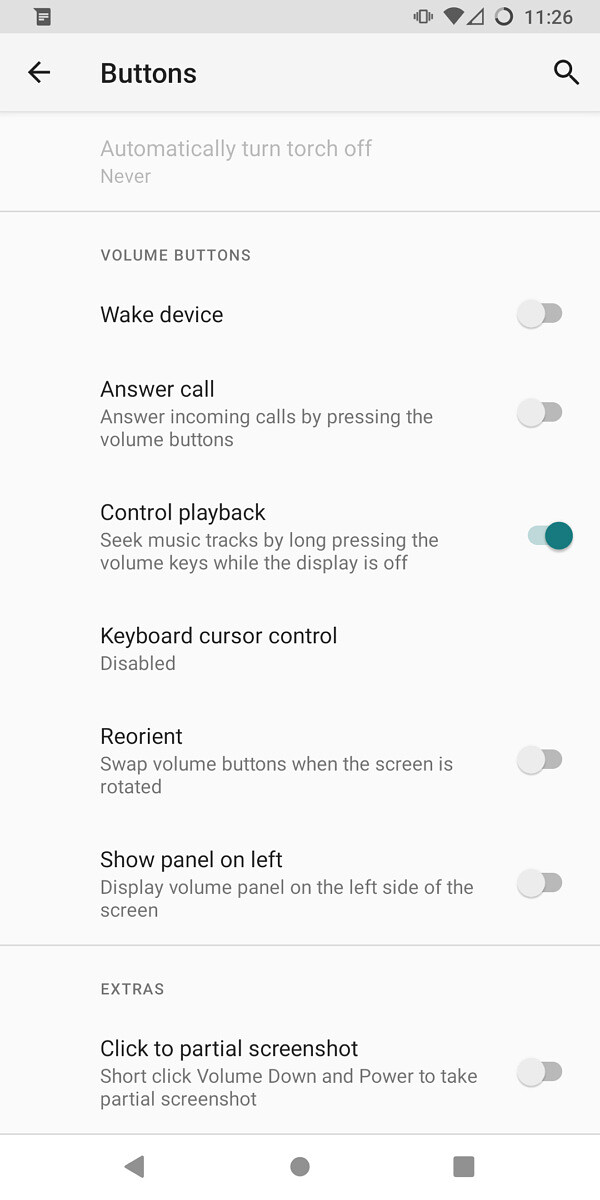 11:26
Buttons
Automatically turn torch off
Never
VOLUME BUTTONS
Wake device
Answer call
Answer incoming calls by pressing the
volume buttons
Control playback
Seek music tracks by long pressing the
volume keys while the display is off
Keyboard cursor control
Disabled
Reorient
Swap volume buttons when the screen is
rotated
Show panel on left
Display volume panel on the left side of the
screen
EXTRAS
Click to partial screenshot
Short click Volume Down and Power to take
partial screenshot